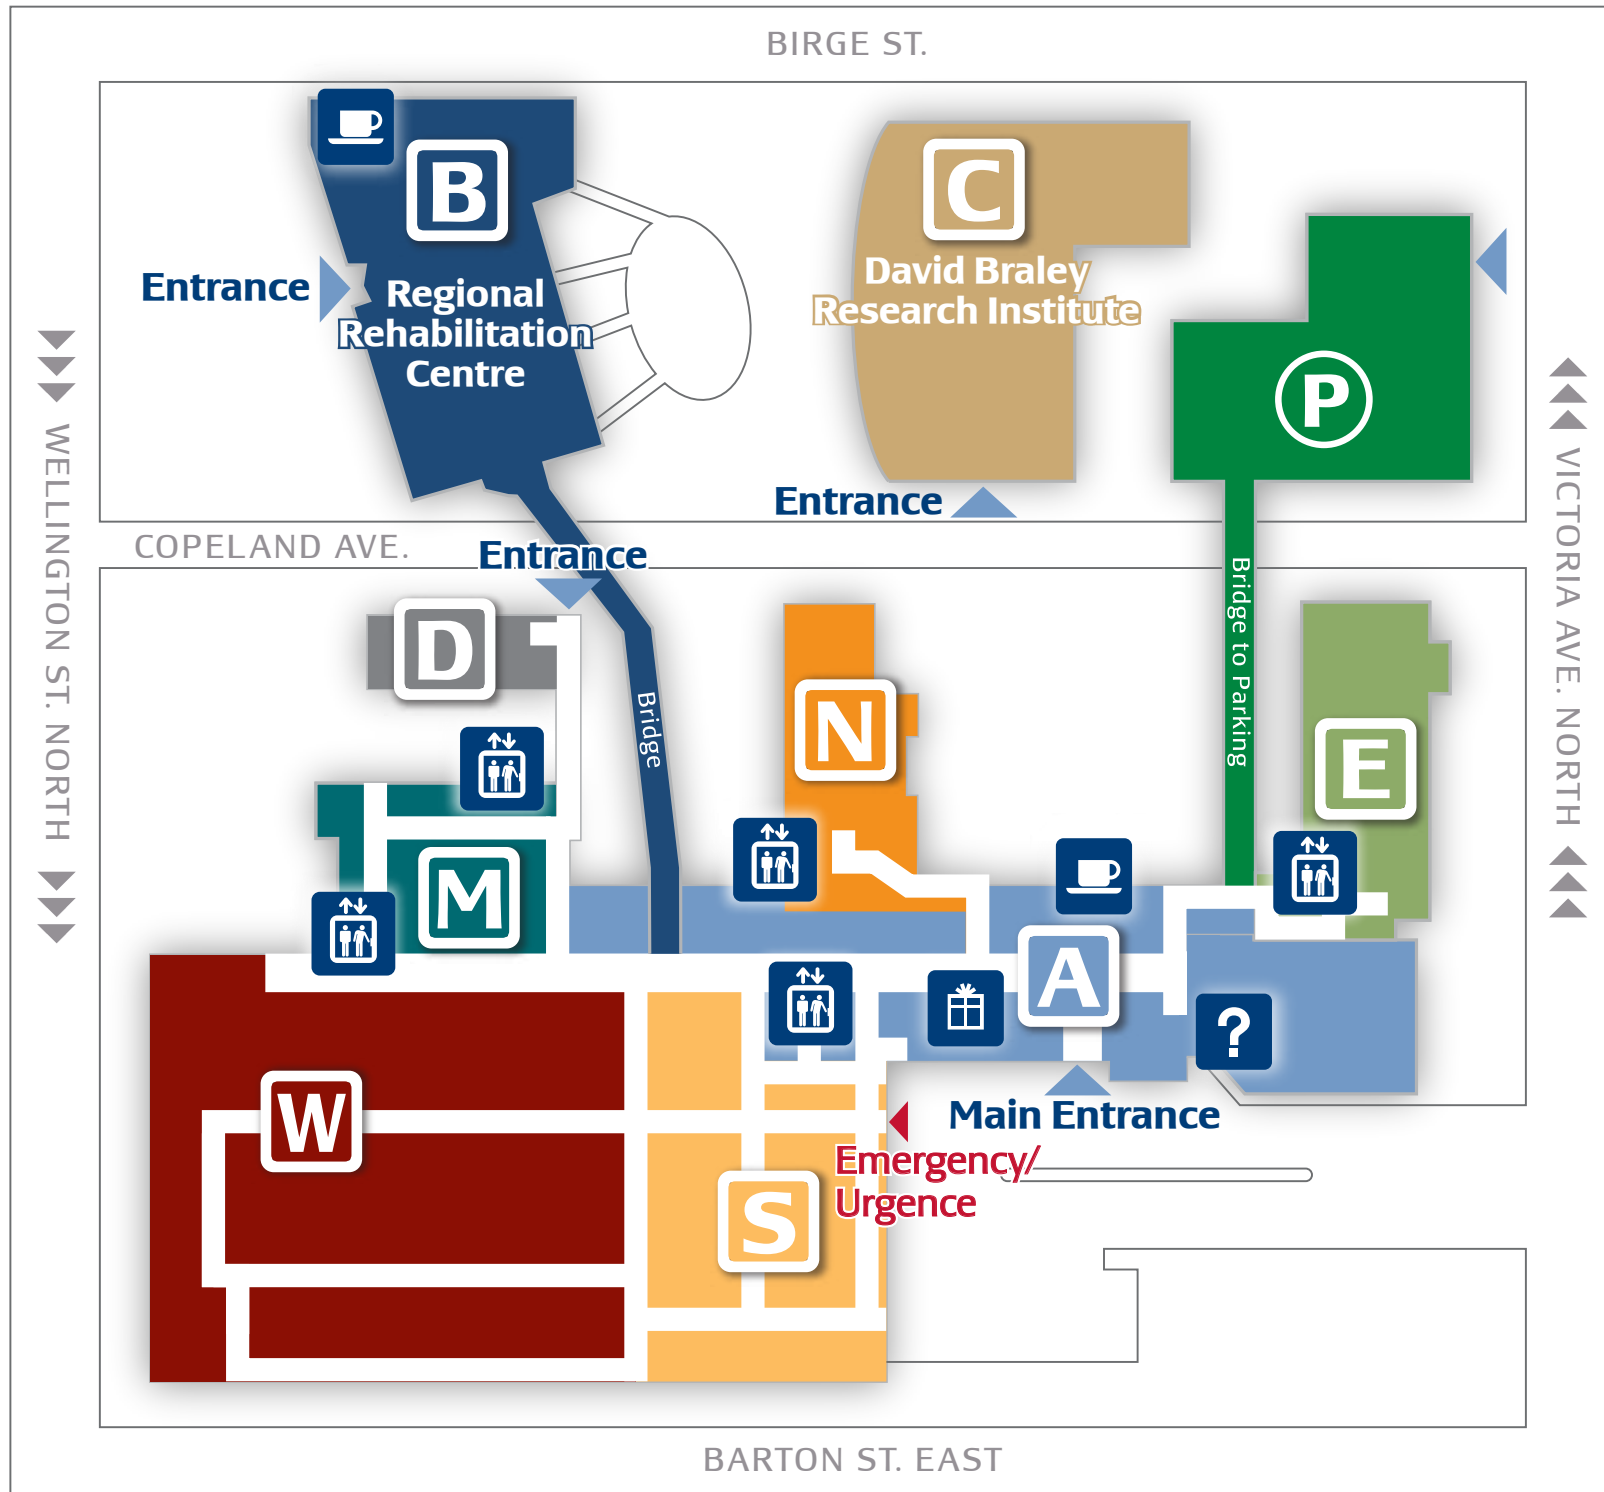 BIRGE ST.
B
C
David Braley
Research Institute
Entrance
Regional
Rehabilitation
Centre
P
WELLINGTON ST. NORTH
VICTORIA AVE. NORTH
Entrance
COPELAND AVE.
Entrance
Bridge to Parking
D
N
Bridge
E
M
A
?
W
Main Entrance
Emergency/
Urgence
S
BARTON ST. EAST